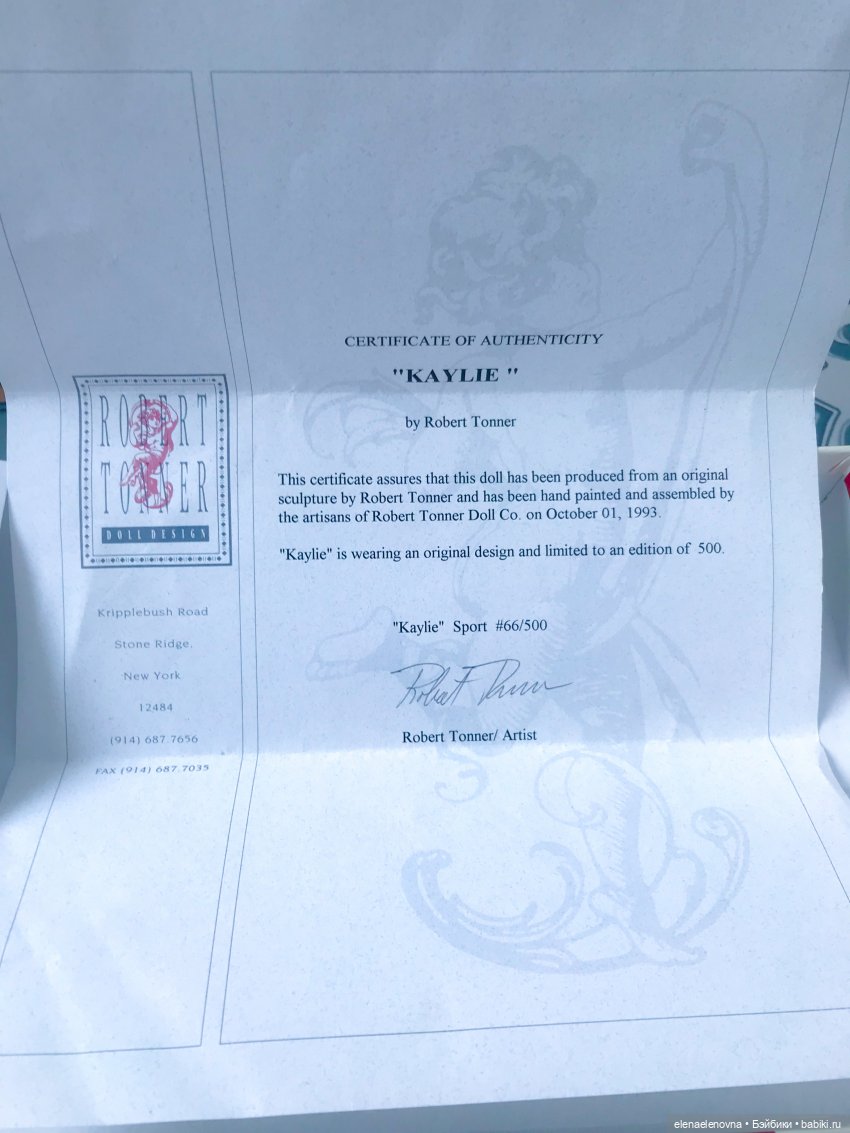 CERTIFICATE OF AUTHENTICITY
"KAYLIE "
by Robert Tonner
This certificate assures that this doll has been produced from an original
sculpture by Robert Tonner and has been hand painted and assembled by
the artisans of Robert Tonner Doll Co. on October 01, 1993.
"Kaylie" is wearing an original design and limited to an edition of 500.
"Kaylie" Sport #66/500
Robert Tonner
Robert Tonner/ Artist
ROBERT
TONNER
DOLL DESIGN
Kripplebush Road
Stone Ridge,
New York
12484
(914) 687.7656
FAX (914) 687.7035
elenaelenovna • Бэйбики • babiki.ru